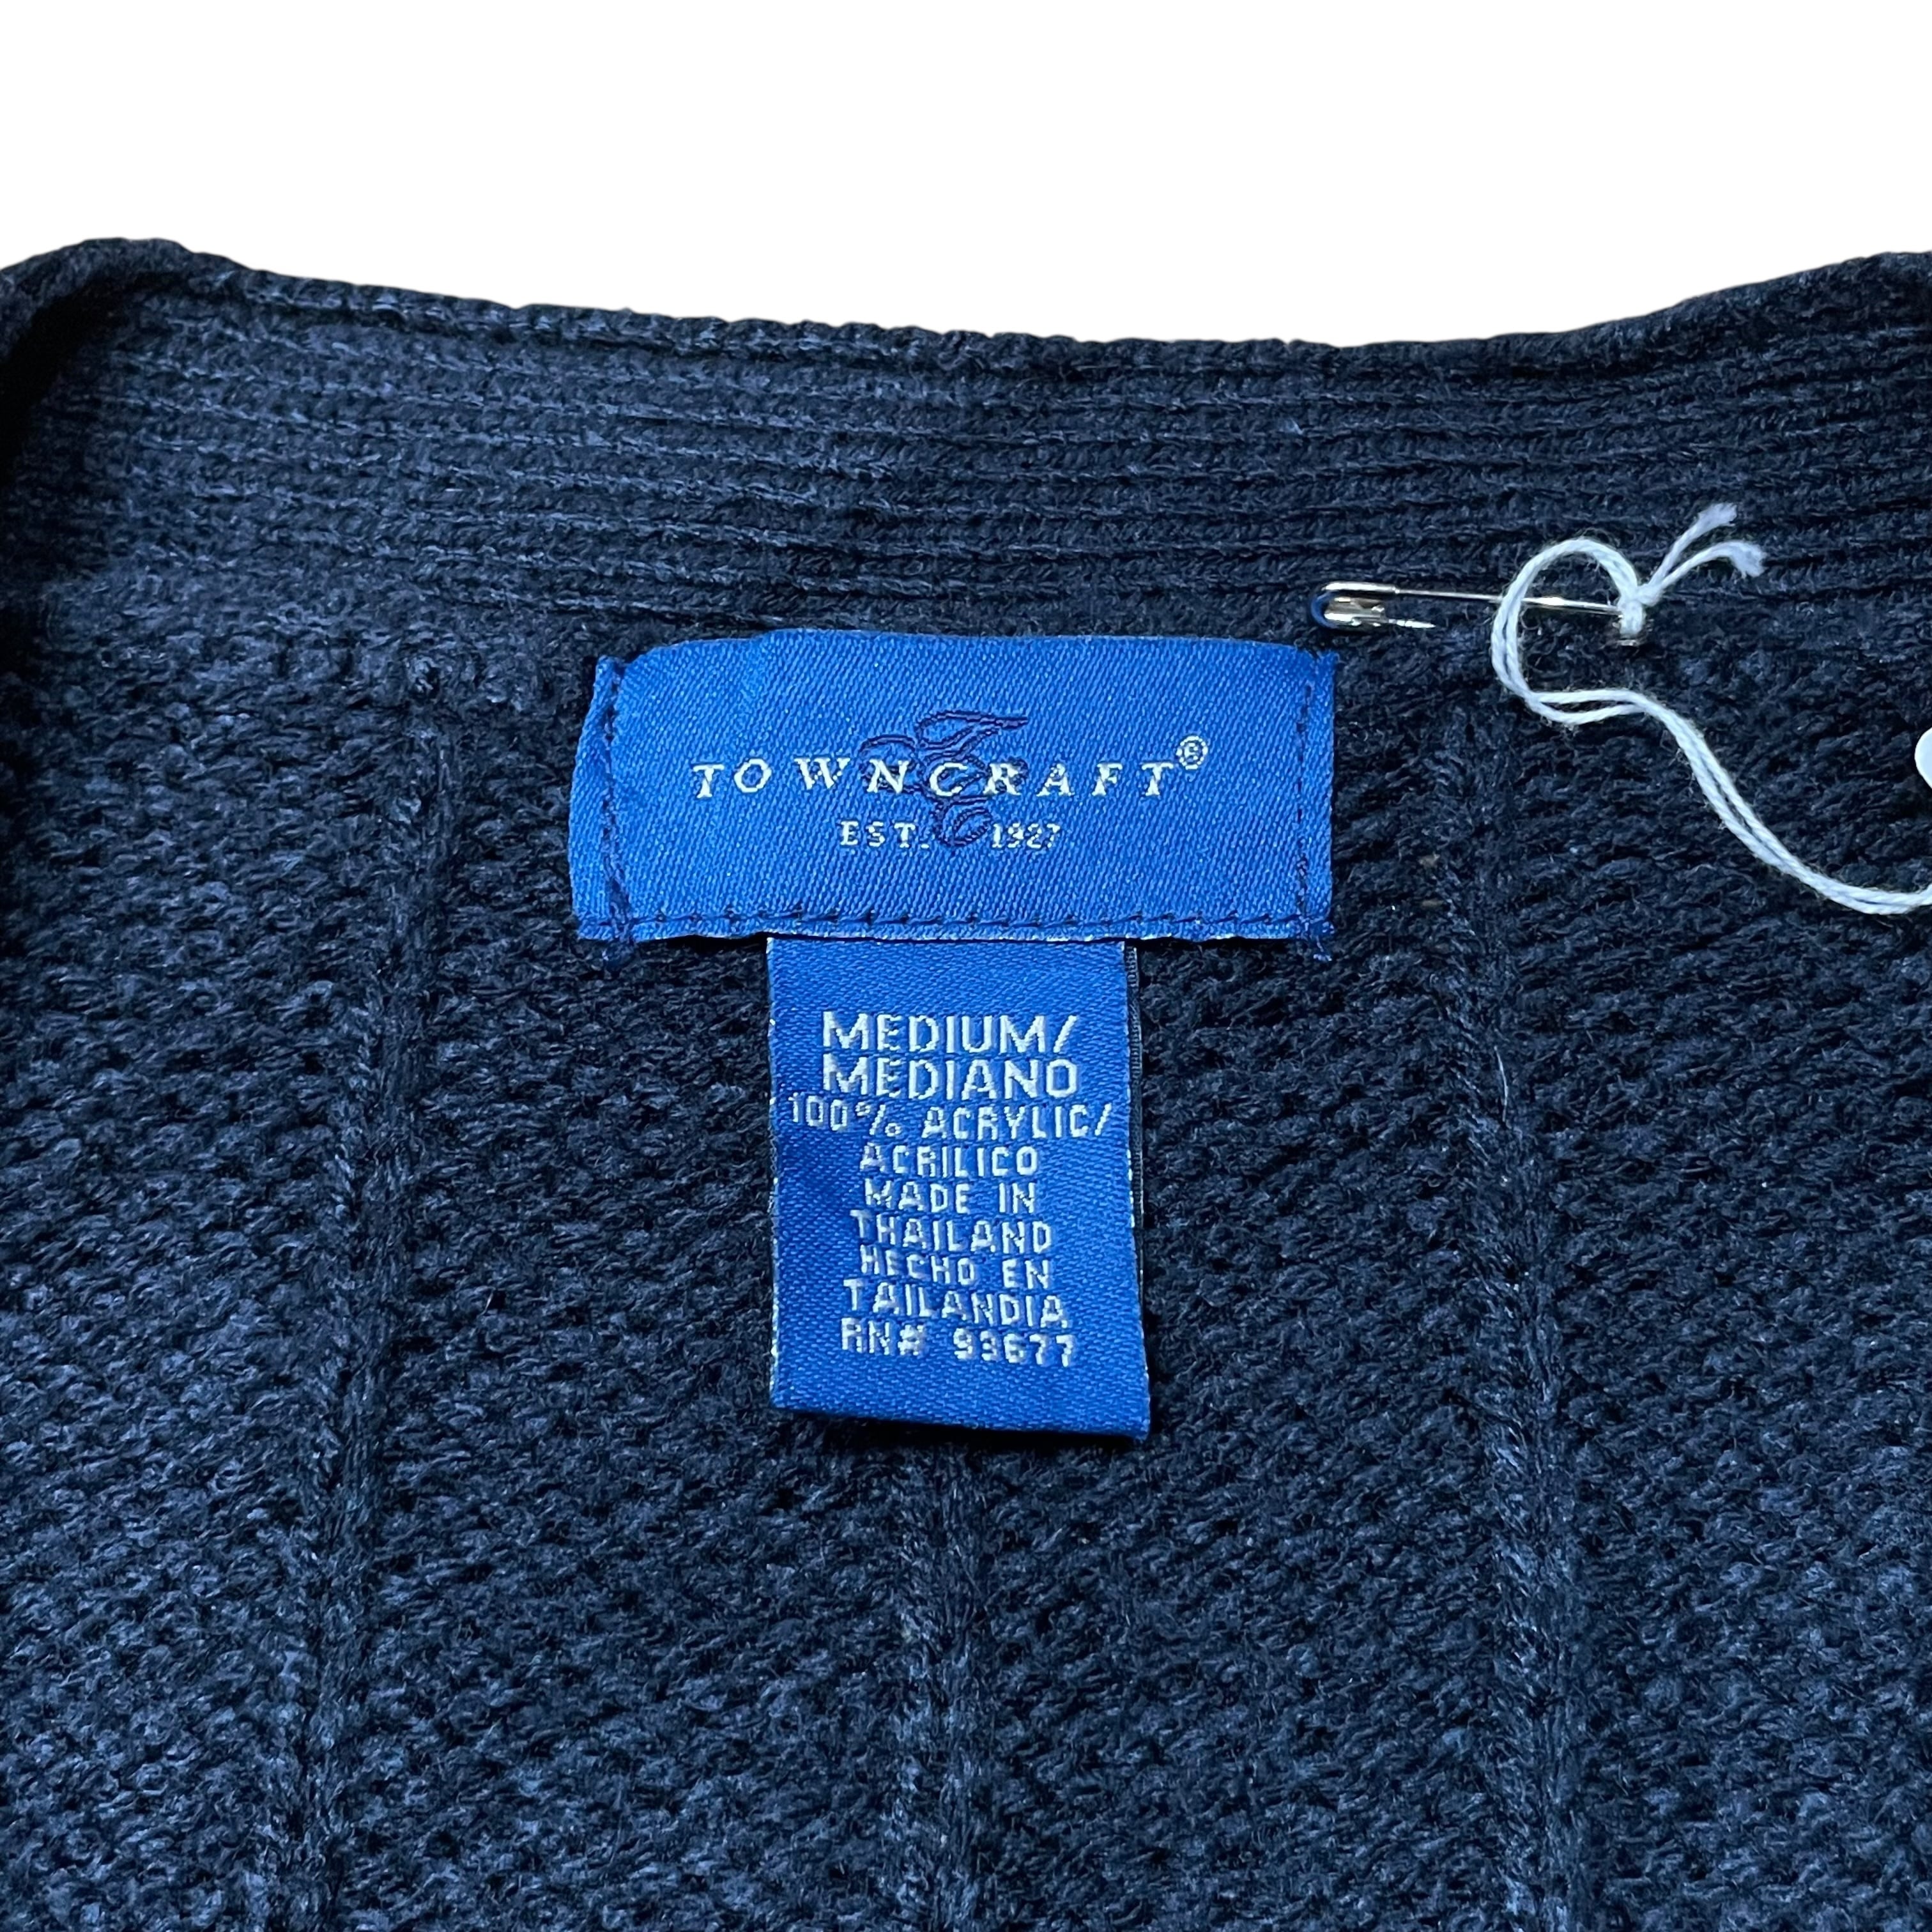 TOWNCRAFT®
EST. 1927
MEDIUM/
MEDIANO
100% ACRYLIC/
ACRILICO
MADE IN
THAILAND
HECHO EN
TAILANDIA
RN# 93677